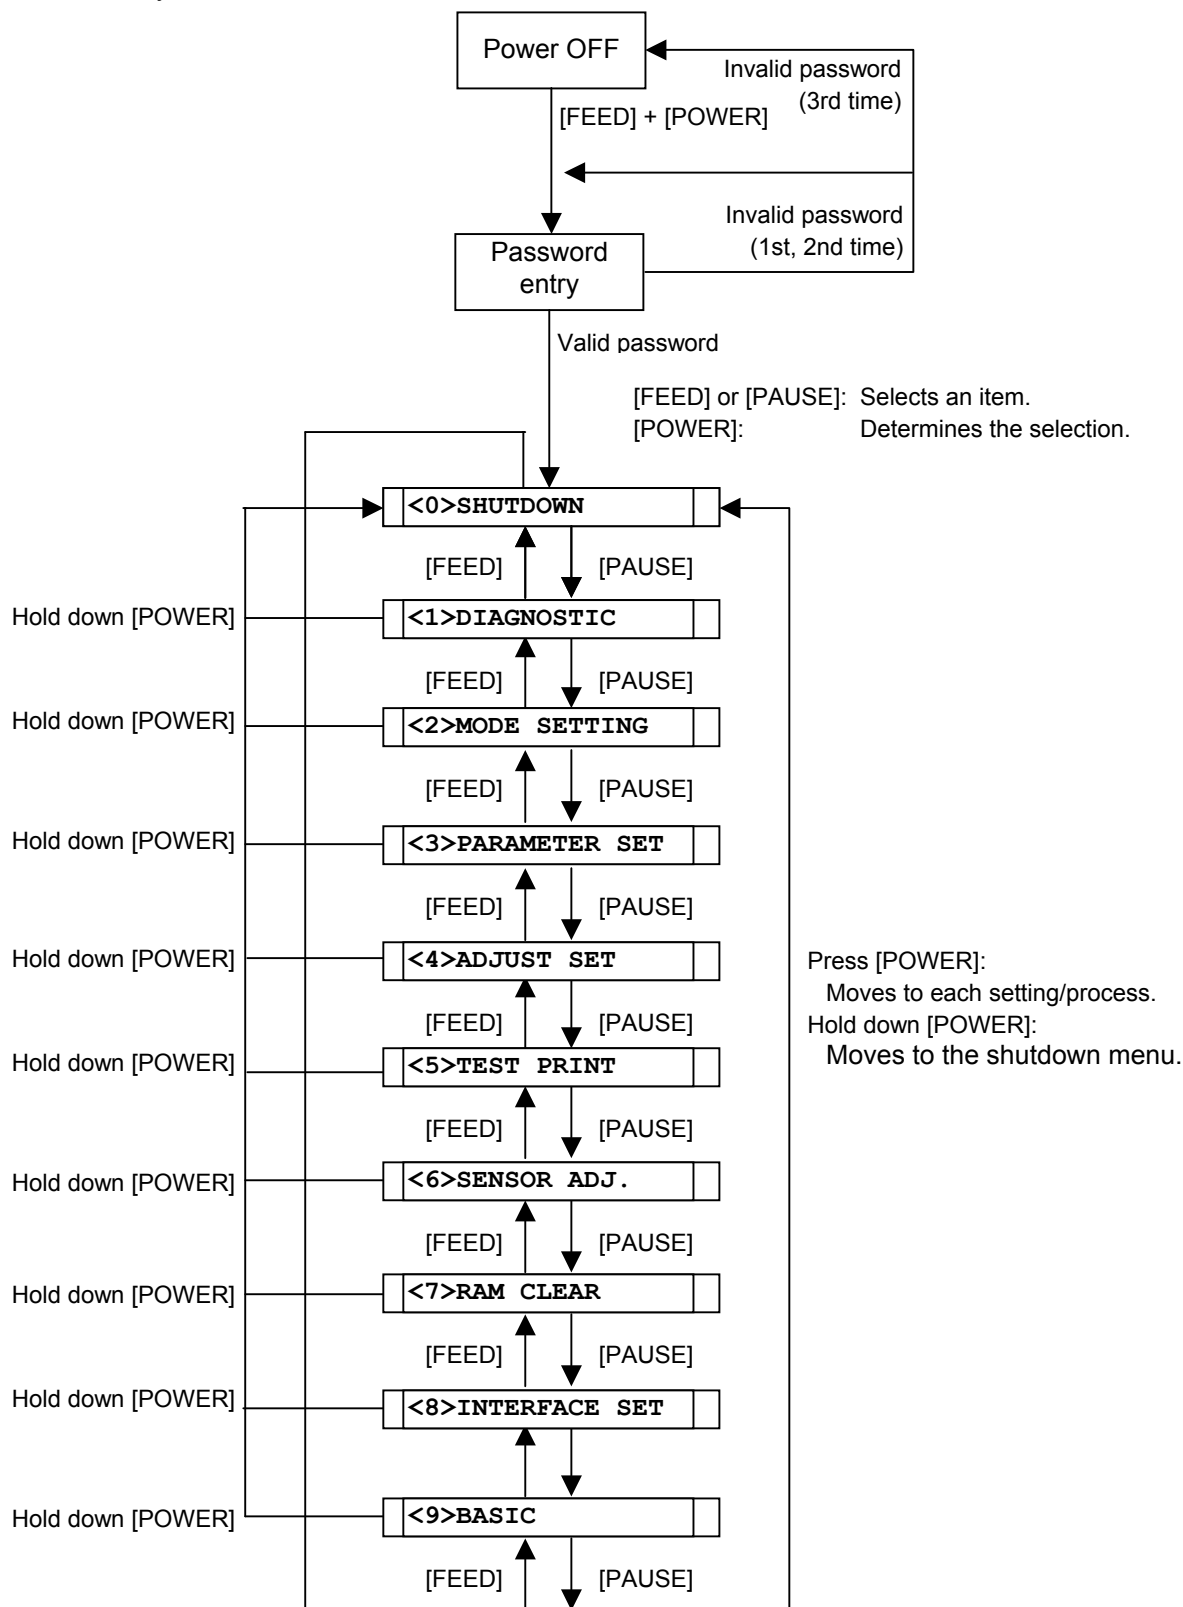 Power OFF
Invalid password
(3rd time)
[FEED] + [POWER]
Invalid password
(1st, 2nd time)
Password
entry
Valid password
[FEED] or [PAUSE]: Selects an item.
[POWER]: Determines the selection.
<0>SHUTDOWN
[FEED] [PAUSE]
Hold down [POWER] <1>DIAGNOSTIC
[FEED] [PAUSE]
Hold down [POWER] <2>MODE SETTING
[FEED] [PAUSE]
Hold down [POWER] <3>PARAMETER SET
[FEED] [PAUSE]
Hold down [POWER] <4>ADJUST SET
Press [POWER]:
Moves to each setting/process.
Hold down [POWER]:
Moves to the shutdown menu.
[FEED] [PAUSE]
Hold down [POWER] <5>TEST PRINT
[FEED] [PAUSE]
Hold down [POWER] <6>SENSOR ADJ.
[FEED] [PAUSE]
Hold down [POWER] <7>RAM CLEAR
[FEED] [PAUSE]
Hold down [POWER] <8>INTERFACE SET
Hold down [POWER] <9>BASIC
[FEED] [PAUSE]